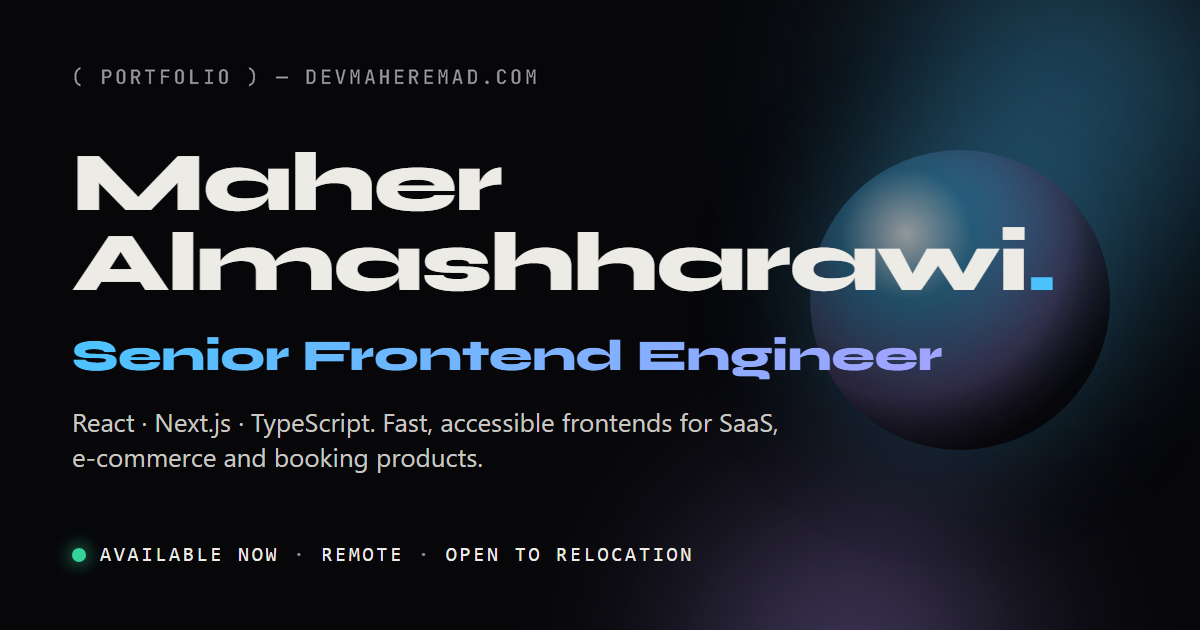 ( PORTFOLIO ) — DEVMAHEREMAD.COM
Maher
Almashharawi.
Senior Frontend Engineer
React · Next.js · TypeScript. Fast, accessible frontends for SaaS,
e-commerce and booking products.
AVAILABLE NOW · REMOTE · OPEN TO RELOCATION